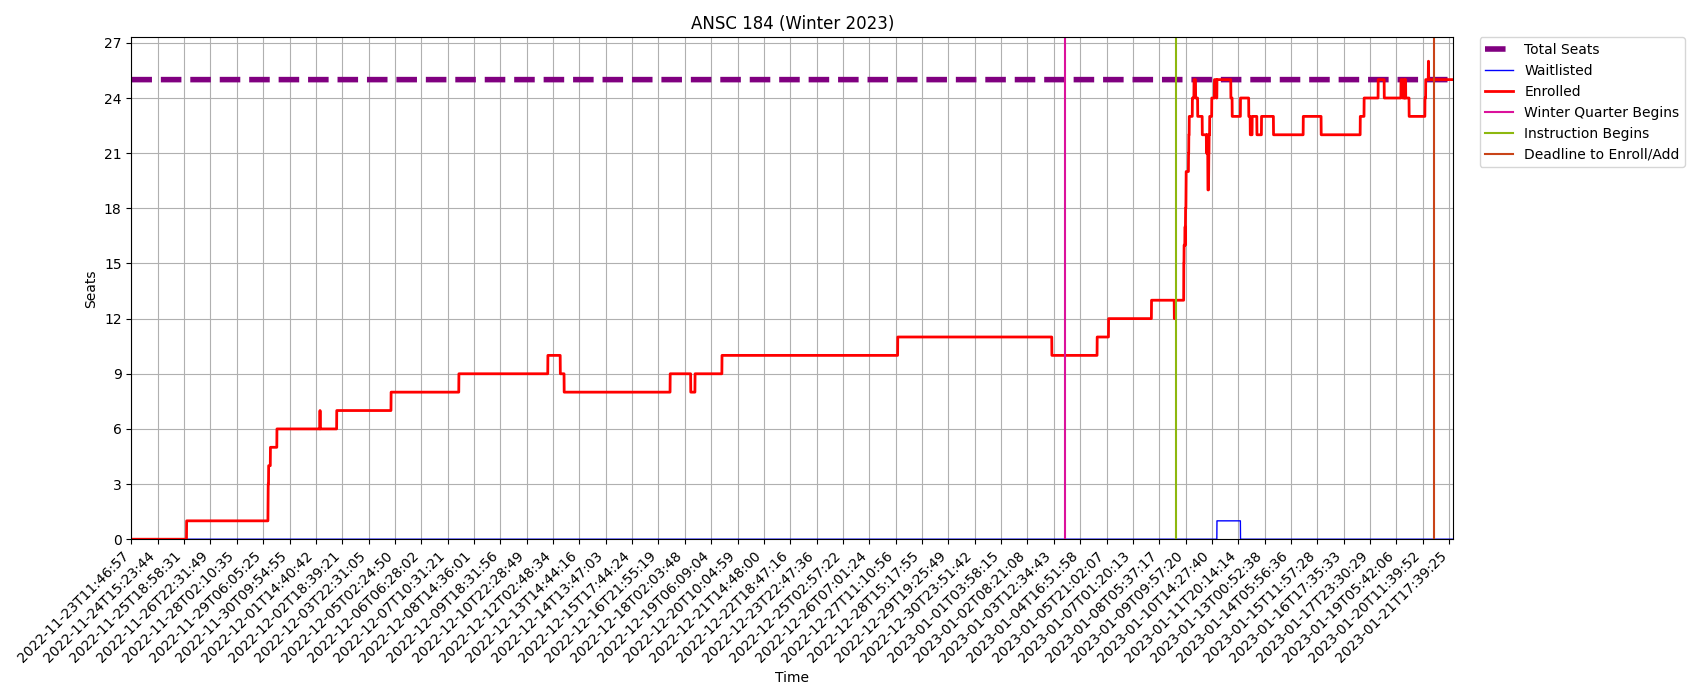 ANSC 184 (Winter 2023)
27
24
21
18
15
12
9
6
3
0
Seats
Total Seats
Waitlisted
Enrolled
Winter Quarter Begins
Instruction Begins
Deadline to Enroll/Add
2022-11-23T11:46:57
2022-11-24T15:23:44
2022-11-25T18:58:31
2022-11-26T22:31:49
2022-11-28T02:10:35
2022-11-29T06:05:25
2022-11-30T09:54:55
2022-12-01T14:40:42
2022-12-02T18:39:21
2022-12-03T22:31:05
2022-12-05T02:24:50
2022-12-06T06:28:02
2022-12-07T10:31:21
2022-12-08T14:36:01
2022-12-09T18:31:56
2022-12-10T22:28:49
2022-12-12T02:48:34
2022-12-13T14:44:16
2022-12-14T13:47:03
2022-12-15T17:44:24
2022-12-16T21:55:19
2022-12-18T02:03:48
2022-12-19T06:09:04
2022-12-20T10:04:59
2022-12-21T14:48:00
2022-12-22T18:47:16
2022-12-23T22:47:36
2022-12-25T02:57:22
2022-12-26T07:01:24
2022-12-27T11:10:56
2022-12-28T15:17:55
2022-12-29T19:25:49
2022-12-30T23:51:42
2023-01-01T03:58:15
2023-01-02T08:21:08
2023-01-03T12:34:43
2023-01-04T16:51:58
2023-01-05T21:02:07
2023-01-07T01:20:13
2023-01-08T05:37:17
2023-01-09T09:57:20
2023-01-10T14:27:40
2023-01-11T20:14:14
2023-01-13T00:52:38
2023-01-14T05:56:36
2023-01-15T11:57:28
2023-01-16T17:35:33
2023-01-17T23:30:29
2023-01-19T05:42:06
2023-01-20T11:39:52
2023-01-21T17:39:25
Time